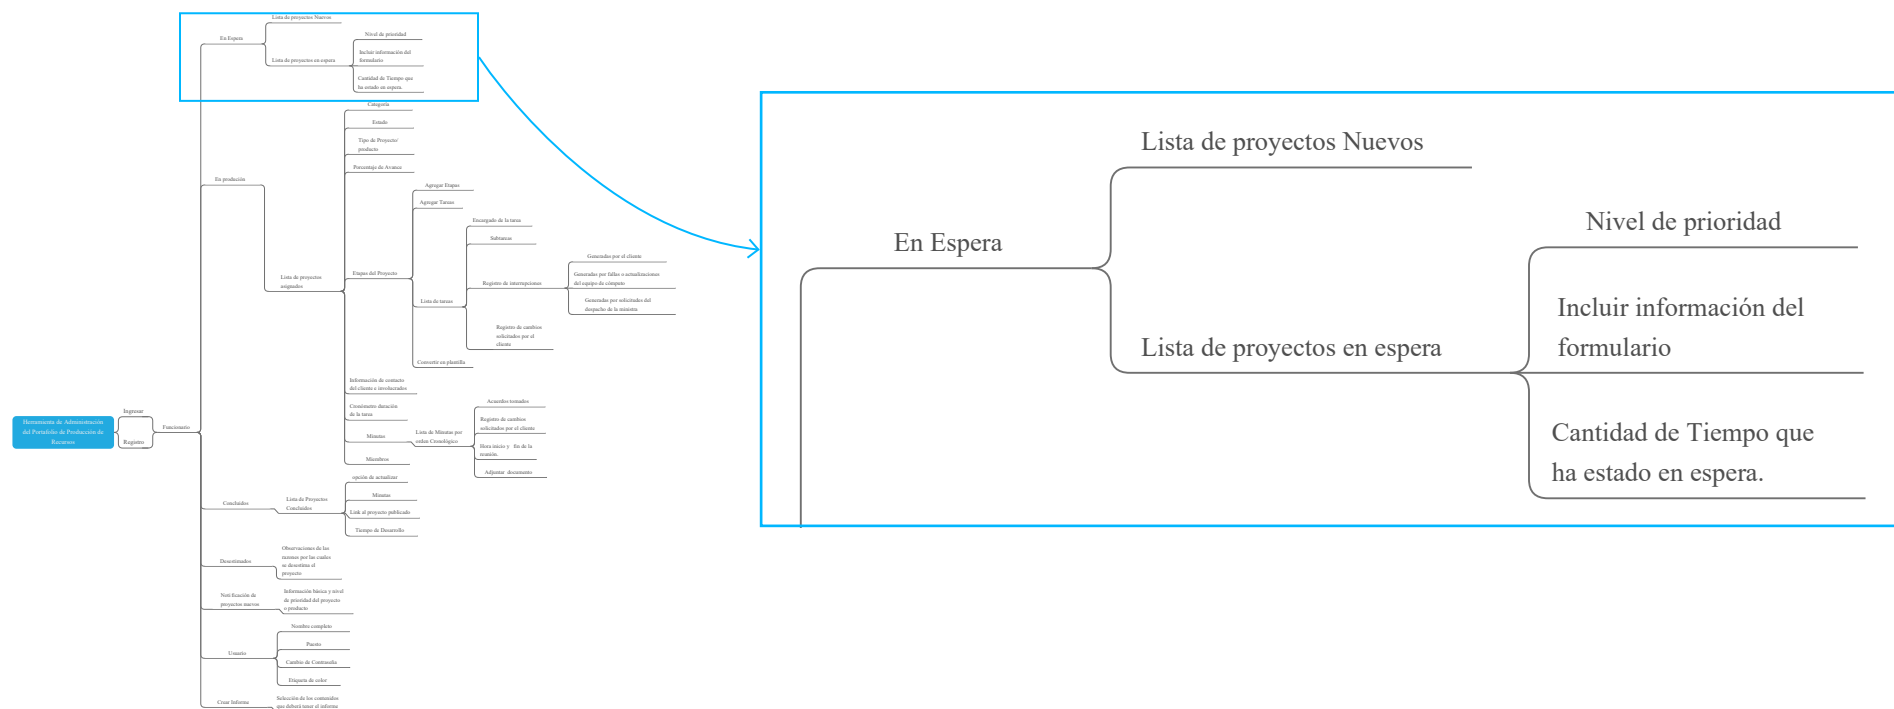 Lista de proyectos Nuevos
En Espera
Nivel de prioridad
Incluir información del
formulario
Lista de proyectos en espera
Cantidad de Tiempo que
ha estado en espera.
Categoría
Estado
Tipo de Proyecto/
producto
Porcentaje de Avance
En produción
Agregar Etapas
Agregar Tareas
Encargado de la tarea
Subtareas
Generadas por el cliente
Lista de proyectos
asignados
Etapas del Proyecto
Generadas por fallas o actualizaciones
del equipo de cómputo
Registro de interrupciones
Lista de tareas
Generadas por solicitudes del
despacho de la ministra
Registro de cambios
solicitados por el
cliente
Convertir en plantilla
Información de contacto
del cliente e involucrados
Cronómetro duración
de la tarea
Minutas
Lista de Minutas por
orden Cronológico
Acuerdos tomados
Registro de cambios
solicitados por el cliente
Hora inicio y fin de la
reunión.
Adjuntar documento
Miembros
Herramienta de Administración
del Portafolio de Producción de
Recursos
Ingresar
Registro
Funcionario
Concluidos
Lista de Proyectos
Concluidos
opción de actualizar
Minutas
Link al proyecto publicado
Tiempo de Desarrollo
Desestimados
Observaciones de las
razones por las cuales
se desestima el
proyecto
Notificación de
proyectos nuevos
Información básica y nivel
de prioridad del proyecto
o producto
Usuario
Nombre completo
Puesto
Cambio de Contraseña
Etiqueta de color
Crear Informe
Selección de los contenidos
que deberá tener el informe
Lista de proyectos Nuevos
En Espera
Nivel de prioridad
Incluir información del
formulario
Lista de proyectos en espera
Cantidad de Tiempo que
ha estado en espera.